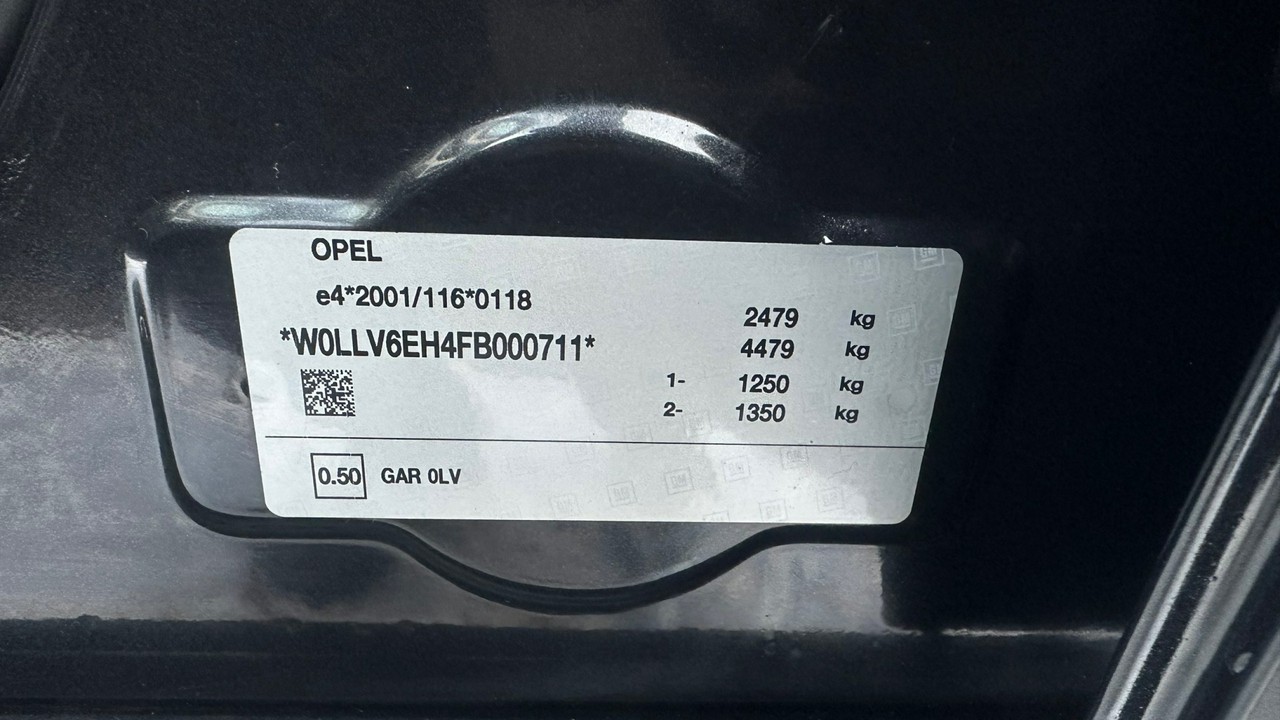 OPEL
e4*2001/116*0118
*W0LLV6EH4FB000711*
2479 kg
4479 kg
1- 1250 kg
2- 1350 kg
0.50 GAR 0LV